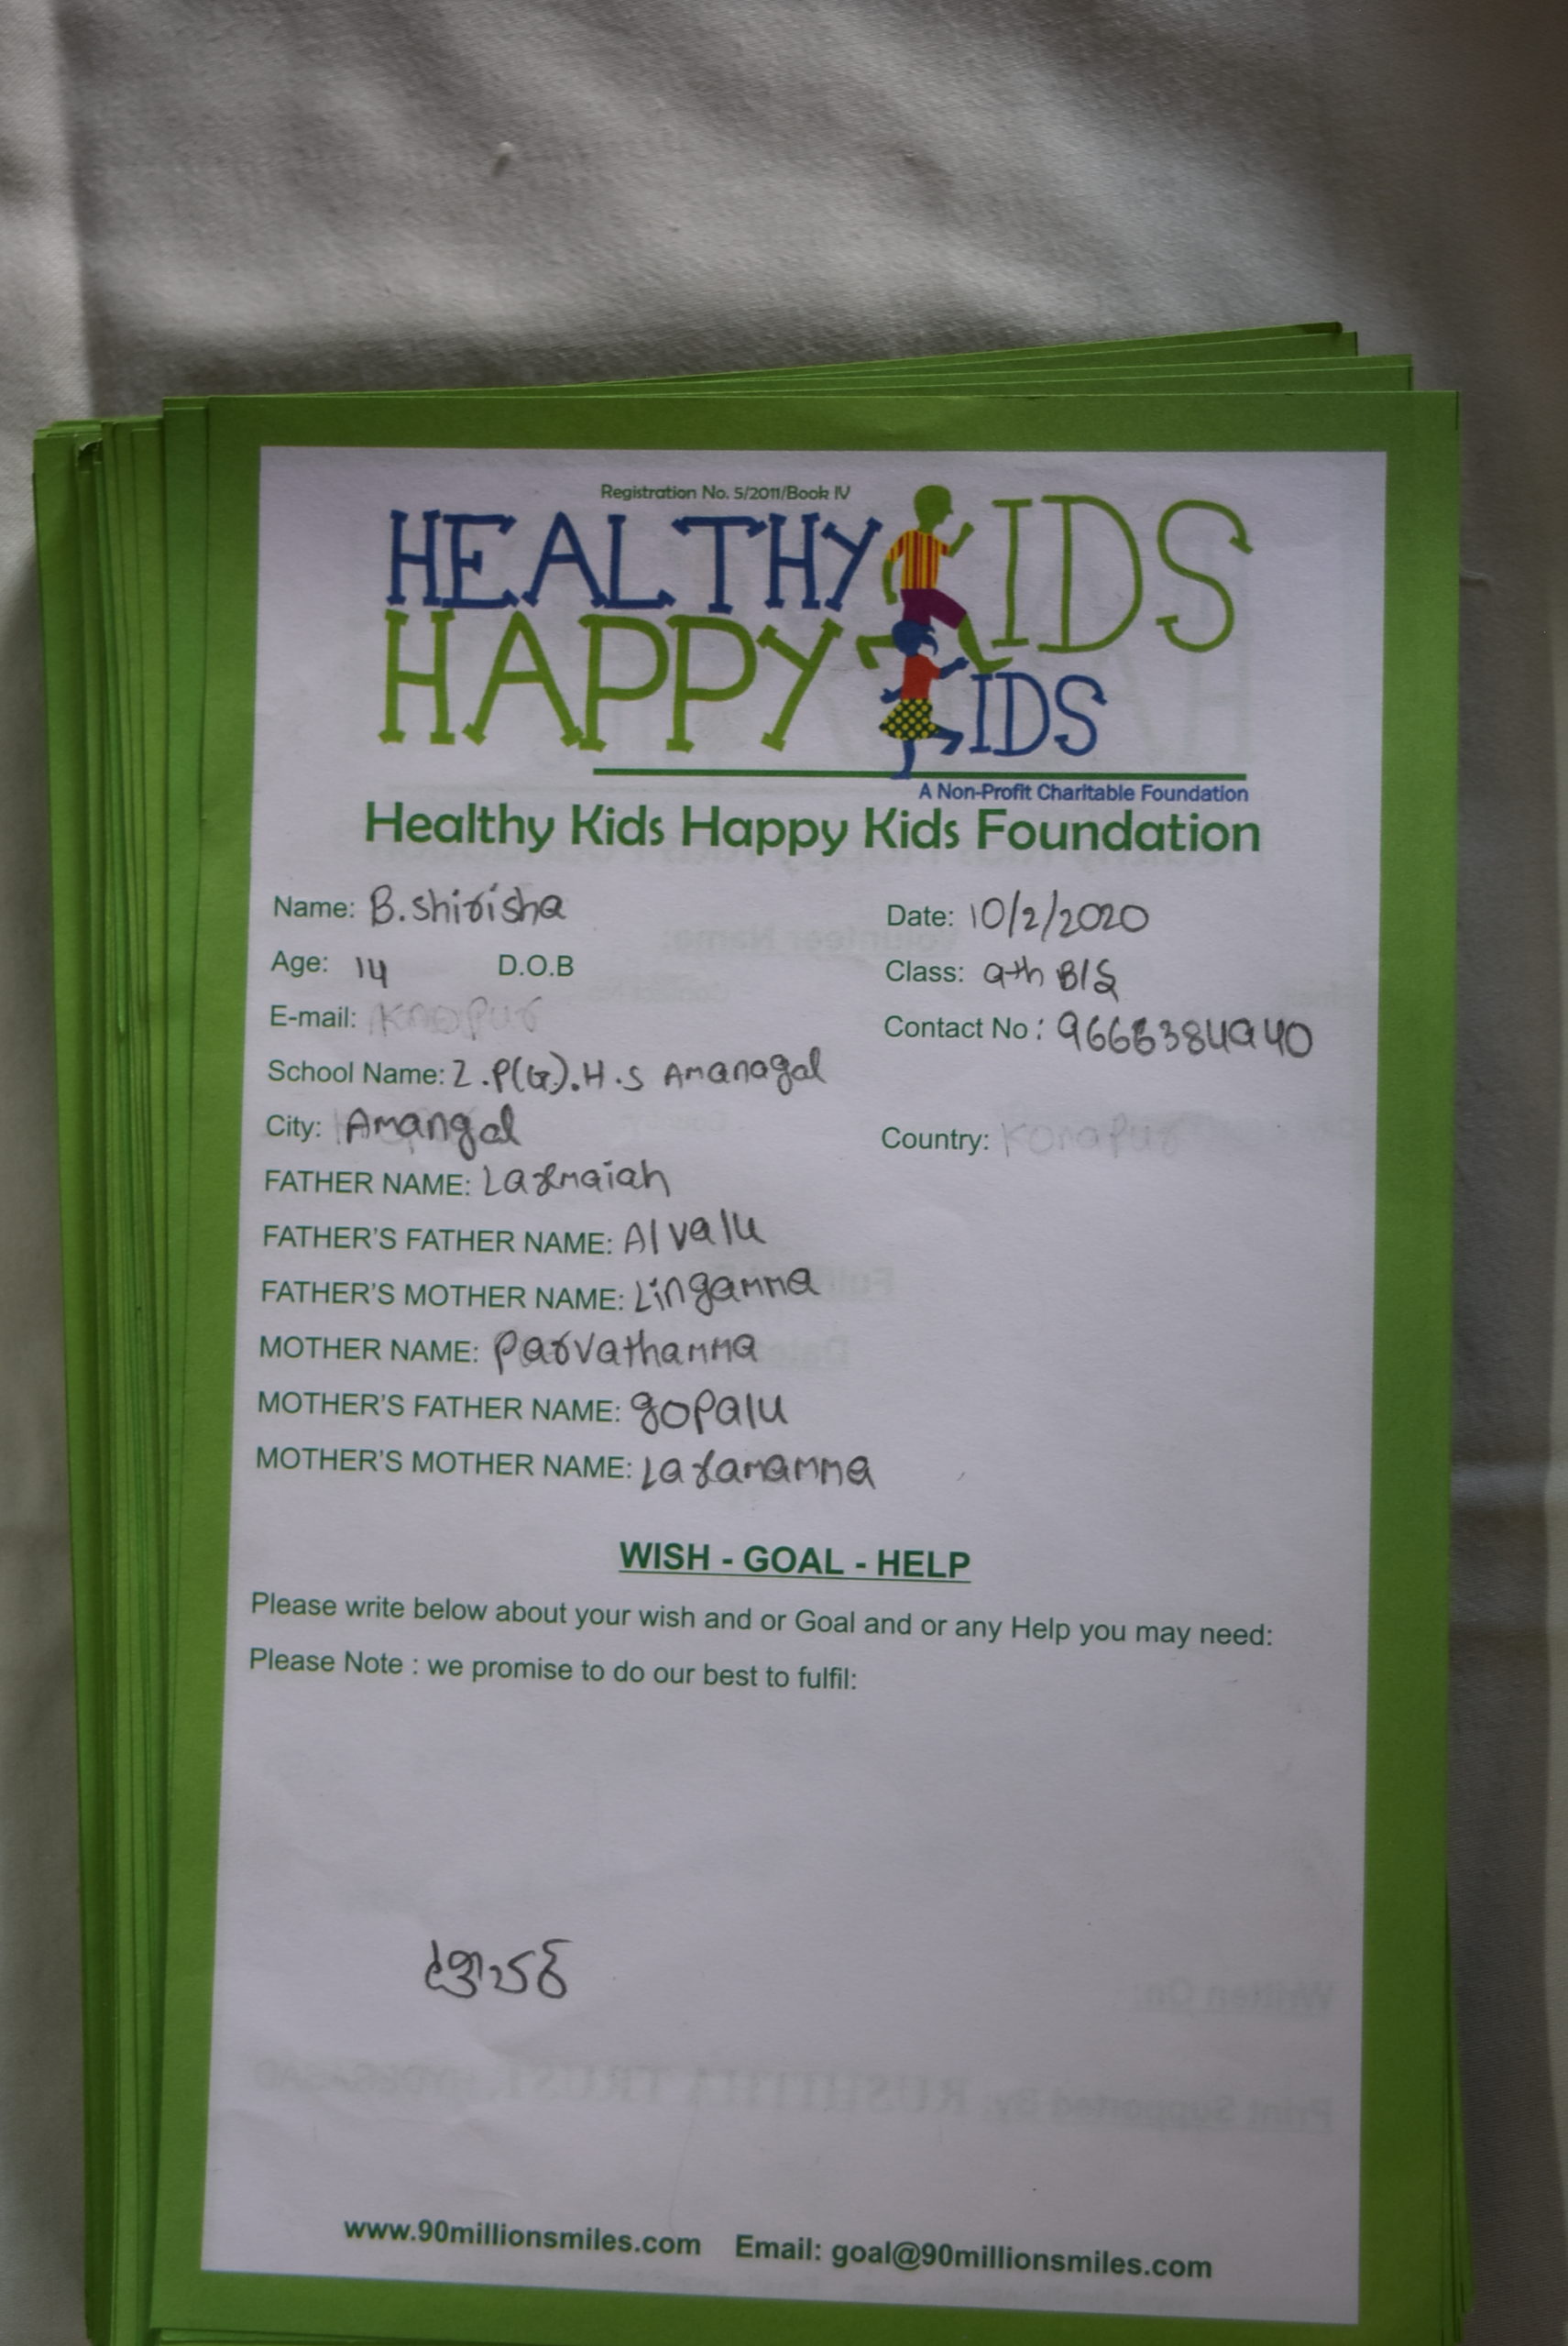 Registration No. 5/2011/Book IV
HEALTHY KIDS
HAPPY KIDS
A Non-Profit Charitable Foundation
Healthy Kids Happy Kids Foundation
Name: B.shirisha Date: 10/2/2020
Age: 14 D.O.B Class: 9th B/S
E-mail: Contact No : 9666384940
School Name: Z.P(G).H.S Amanagal
City: Amangal Country: Konapur
FATHER NAME: Laxmaiah
FATHER'S FATHER NAME: Alvalu
FATHER'S MOTHER NAME: Lingamma
MOTHER NAME: Parvathamma
MOTHER'S FATHER NAME: gopalu
MOTHER'S MOTHER NAME: Laxamamma
WISH - GOAL - HELP
Please write below about your wish and or Goal and or any Help you may need:
Please Note : we promise to do our best to fulfil:
టీచర్
www.90millionsmiles.com Email: goal@90millionsmiles.com